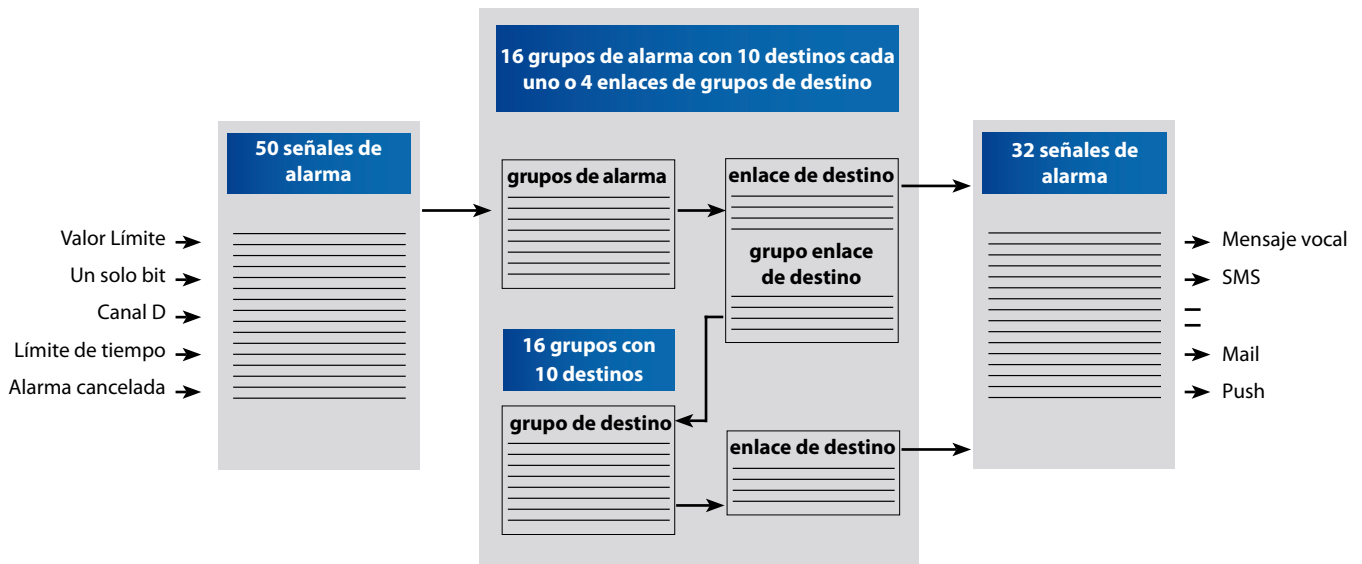 16 grupos de alarma con 10 destinos cada
uno o 4 enlaces de grupos de destino
50 señales de
alarma
Valor Límite
Un solo bit
Canal D
Límite de tiempo
Alarma cancelada
grupos de alarma
enlace de destino
grupo enlace
de destino
16 grupos con
10 destinos
grupo de destino
enlace de destino
32 señales de
alarma
Mensaje vocal
SMS
Mail
Push